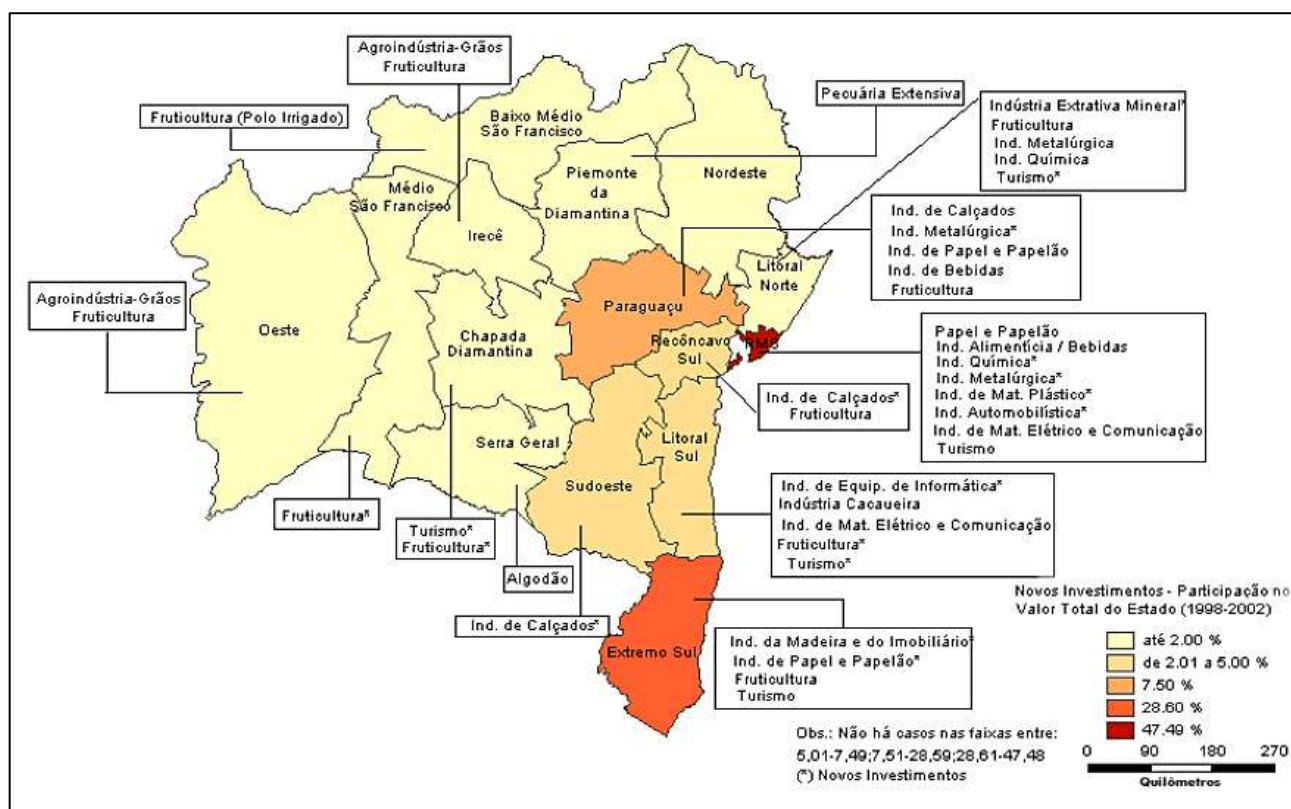 Agroindústria-Grãos
Fruticultura
Fruticultura (Polo Irrigado)
Pecuária Extensiva
Indústria Extrativa Mineral*
Fruticultura
Ind. Metalúrgica
Ind. Química
Turismo*
Ind. de Calçados
Ind. Metalúrgica*
Ind. de Papel e Papelão
Ind. de Bebidas
Fruticultura
Agroindústria-Grãos
Fruticultura
Papel e Papelão
Ind. Alimentícia / Bebidas
Ind. Química*
Ind. Metalúrgica*
Ind. de Mat. Plástico*
Ind. Automobilística*
Ind. de Mat. Elétrico e Comunicação
Turismo
Ind. de Calçados*
Fruticultura
Ind. de Equip. de Informática*
Indústria Cacaueira
Ind. de Mat. Elétrico e Comunicação
Fruticultura*
Turismo*
Fruticultura*
Turismo*
Fruticultura*
Algodão
Ind. de Calçados*
Ind. da Madeira e do Imobiliário*
Ind. de Papel e Papelão*
Fruticultura
Turismo
Baixo Médio
São Francisco
Médio
São Francisco
Piemonte
da
Diamantina
Nordeste
Irecê
Litoral
Norte
Oeste
Chapada
Diamantina
Paraguaçu
Recôncavo
Sul
RMS
Serra Geral
Sudoeste
Litoral
Sul
Extremo Sul
Novos Investimentos - Participação no
Valor Total do Estado (1998-2002)
até 2.00 %
de 2.01 a 5.00 %
7.50 %
28.60 %
47.49 %
Obs.: Não há casos nas faixas entre:
5,01-7,49;7,51-28,59;28,61-47,48
(*) Novos Investimentos
0 90 180 270
Quilômetros